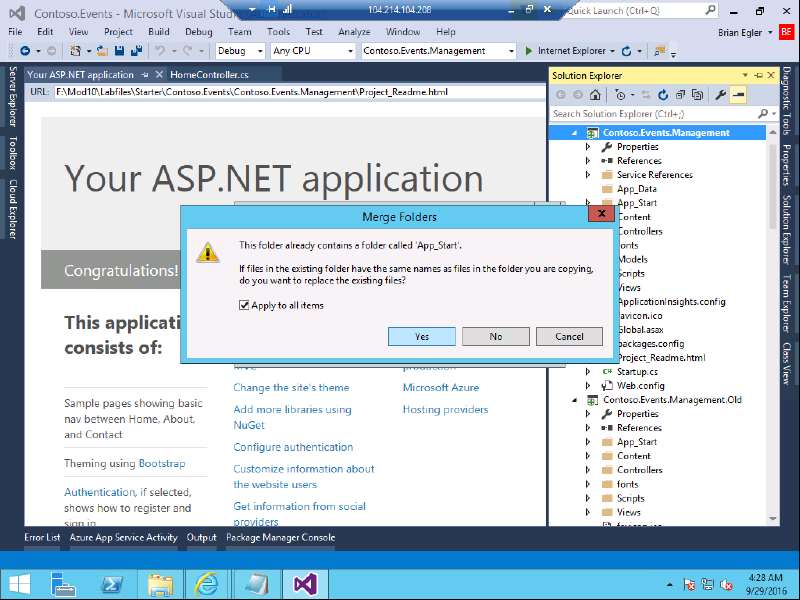 Contoso.Events - Microsoft Visual Stud
104.214.104.208
Quick Launch (Ctrl+Q)
File Edit View Project Build Debug Team Tools Test Analyze Window Help
Brian Egler
BE
Debug Any CPU Contoso.Events.Management Internet Explorer
Your ASP.NET application HomeController.cs
URL: F:\Mod10\Labfiles\Starter\Contoso.Events\Contoso.Events.Management\Project_Readme.html
Server Explorer
Toolbox
Cloud Explorer
Your ASP.NET application
Congratulations!
This applicati
consists of:
Sample pages showing basic
nav between Home, About,
and Contact
Theming using Bootstrap
Authentication, if selected,
shows how to register and
sign in
MVC
Change the site's theme
Add more libraries using
NuGet
Configure authentication
Customize information about
the website users
Get information from social
providers
production
Microsoft Azure
Hosting providers
Merge Folders
This folder already contains a folder called 'App_Start'.
If files in the existing folder have the same names as files in the folder you are copying,
do you want to replace the existing files?
Apply to all items
Yes No Cancel
Solution Explorer
Search Solution Explorer (Ctrl+;)
Contoso.Events.Management
Properties
References
Service References
App_Data
App_Start
Content
Controllers
fonts
Models
Scripts
Views
ApplicationInsights.config
favicon.ico
Global.asax
packages.config
Project_Readme.html
Startup.cs
Web.config
Contoso.Events.Management.Old
Properties
References
App_Start
Content
Controllers
fonts
Scripts
Views
favicon.ico
Diagnostic Tools
Properties
Solution Explorer
Team Explorer
Class View
Error List Azure App Service Activity Output Package Manager Console
4:28 AM
9/29/2016